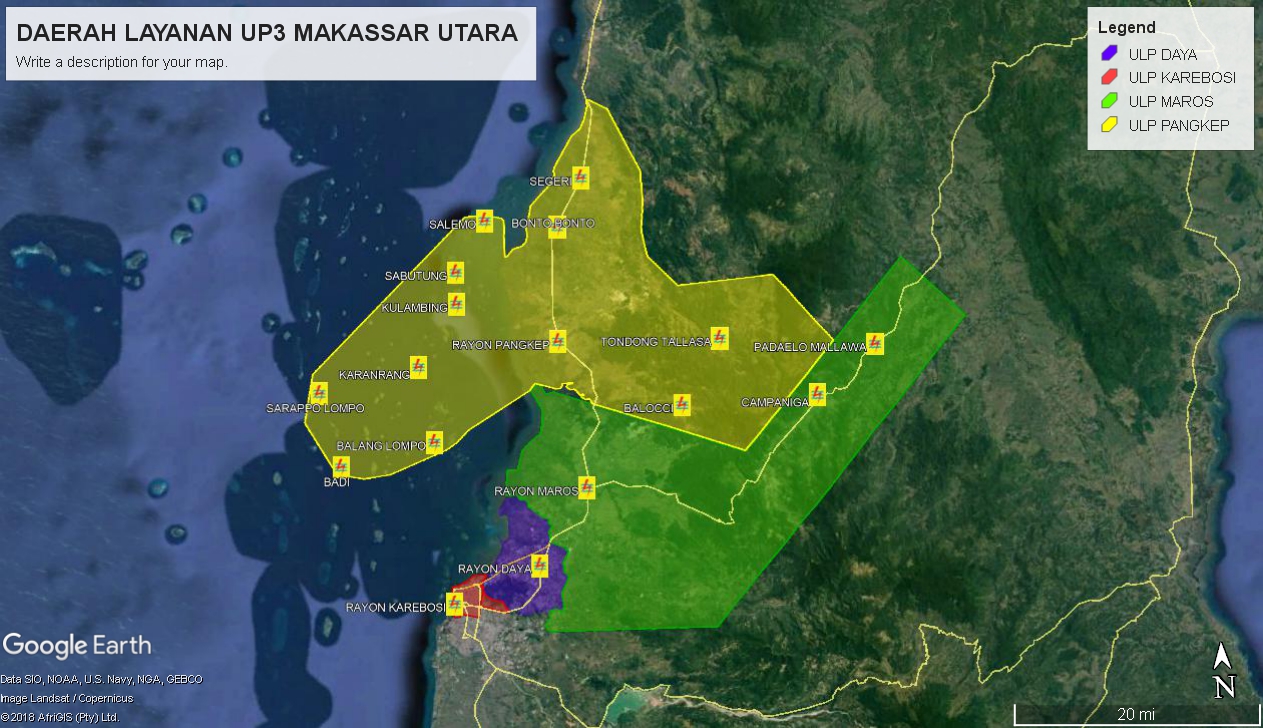 DAERAH LAYANAN UP3 MAKASSAR UTARA
Write a description for your map.
Legend
ULP DAYA
ULP KAREBOSI
ULP MAROS
ULP PANGKEP
SEGERI
SALEMO
BONTO BONTO
SABUTUNG
KULAMBING
RAYON PANGKEP
TONDONG TALLASA
PADAELO MALLAWA
KARANRANG
SARAPPO LOMPO
BALOCCI
CAMPANIGA
BALANG LOMPO
BADI
RAYON MAROS
RAYON DAYA
RAYON KAREBOSI
Google Earth
Data SIO, NOAA, U.S. Navy, NGA, GEBCO
Image Landsat / Copernicus
©2018 AfriGIS (Pty) Ltd.
N
20 mi